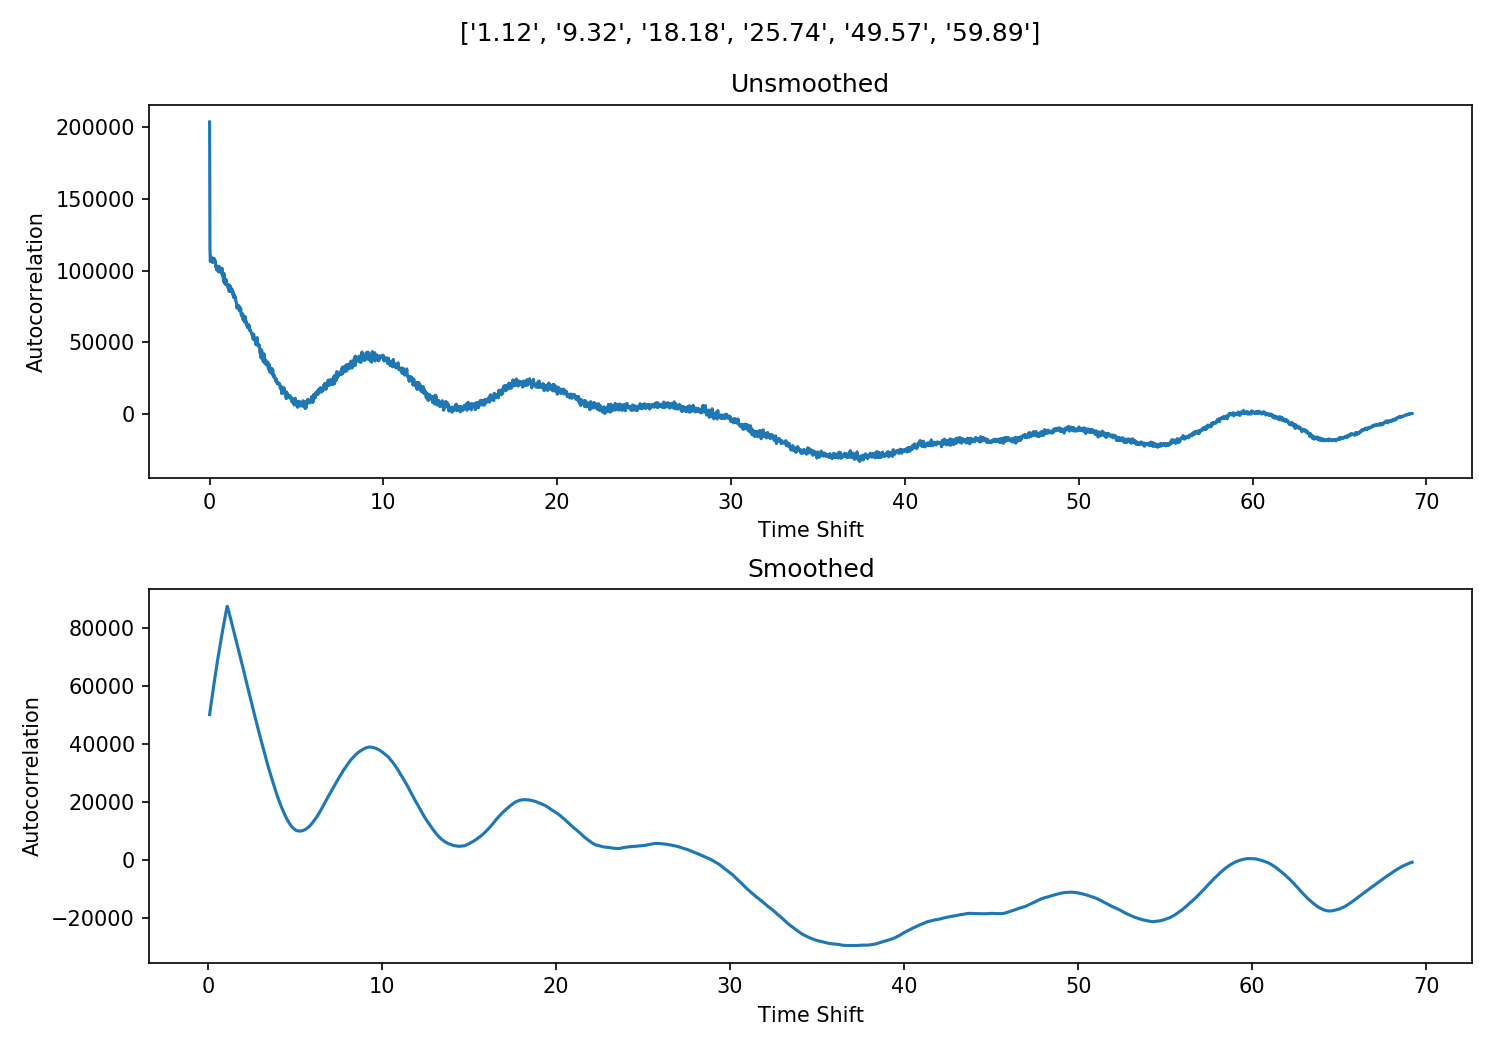 ['1.12', '9.32', '18.18', '25.74', '49.57', '59.89']
Unsmoothed
Autocorrelation
200000
150000
100000
50000
0
0 10 20 30 40 50 60 70
Time Shift
Smoothed
Autocorrelation
80000
60000
40000
20000
0
−20000
0 10 20 30 40 50 60 70
Time Shift